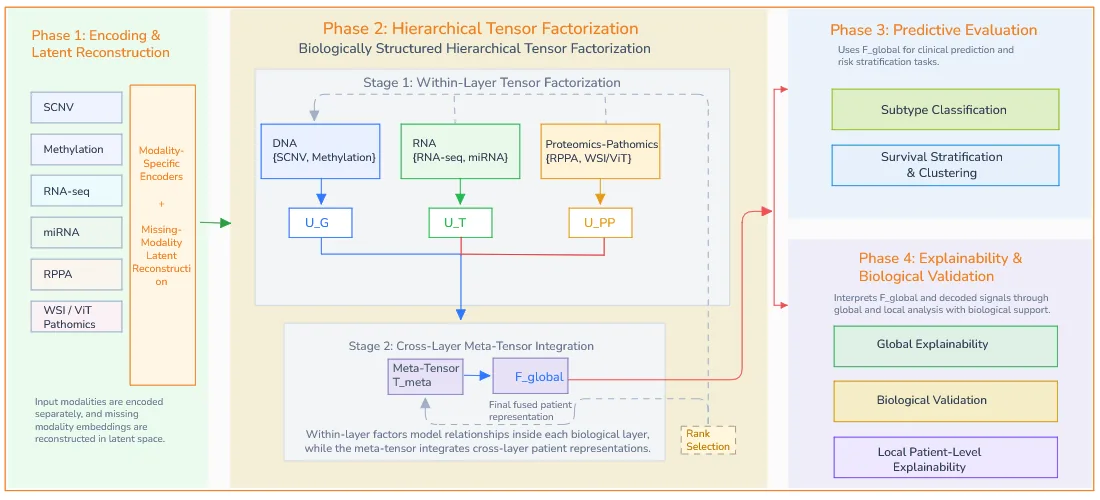 Phase 1: Encoding &
Latent Reconstruction
SCNV
Methylation
RNA-seq
miRNA
RPPA
WSI / ViT
Pathomics
Modality-
Specific
Encoders
+
Missing-
Modality
Latent
Reconstructi
on
Input modalities are encoded
separately, and missing
modality embeddings are
reconstructed in latent space.
Phase 2: Hierarchical Tensor Factorization
Biologically Structured Hierarchical Tensor Factorization
Stage 1: Within-Layer Tensor Factorization
DNA
{SCNV, Methylation}
RNA
{RNA-seq, miRNA}
Proteomics-Pathomics
{RPPA, WSI/ViT}
U_G
U_T
U_PP
Stage 2: Cross-Layer Meta-Tensor Integration
Meta-Tensor
T_meta
F_global
Final fused patient
representation
Within-layer factors model relationships inside each biological layer,
while the meta-tensor integrates cross-layer patient representations.
Rank
Selection
Phase 3: Predictive Evaluation
Uses F_global for clinical prediction and
risk stratification tasks.
Subtype Classification
Survival Stratification
& Clustering
Phase 4: Explainability &
Biological Validation
Interprets F_global and decoded signals through
global and local analysis with biological support.
Global Explainability
Biological Validation
Local Patient-Level
Explainability